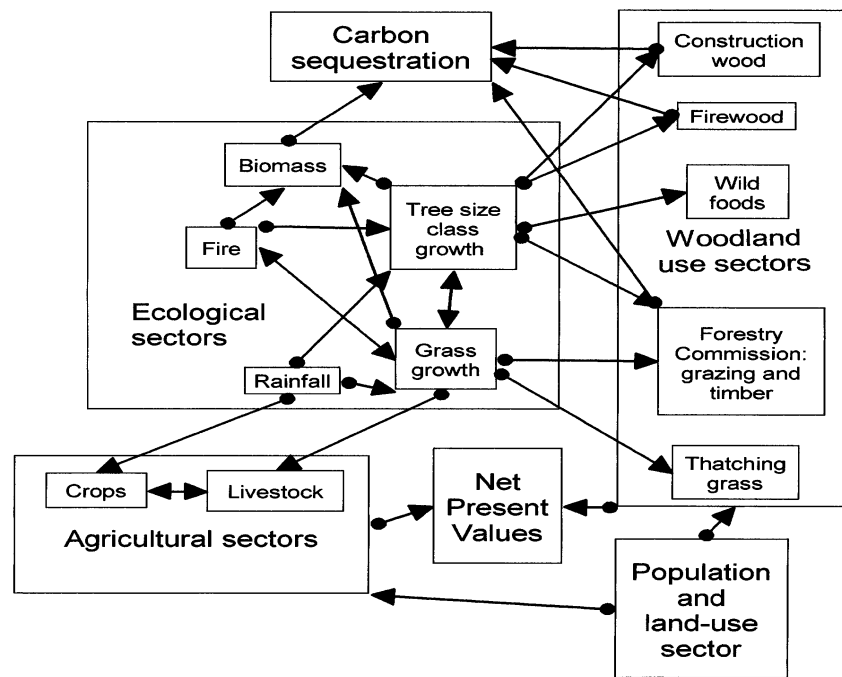 Carbon
sequestration
Construction
wood
Firewood
Biomass
Wild
foods
Tree size
class
growth
Fire
Woodland
use sectors
Ecological
sectors
Grass
growth
Forestry
Commission:
grazing and
timber
Rainfall
Thatching
grass
Crops
Livestock
Agricultural sectors
Net
Present
Values
Population
and
land-use
sector